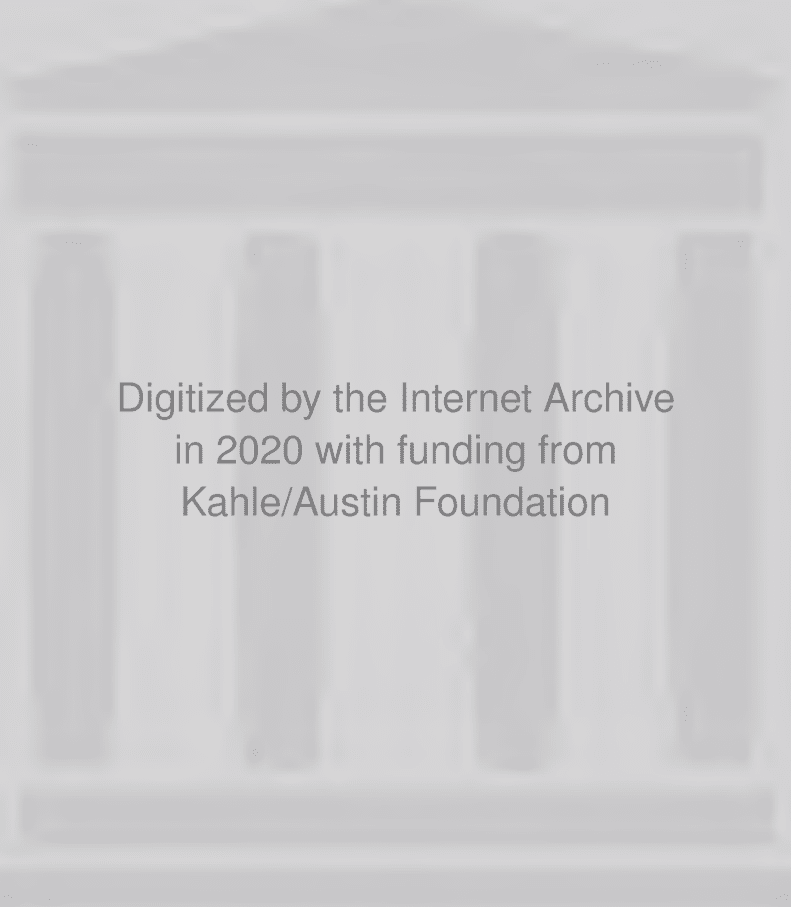 Digitized by the Internet Archive
in 2020 with funding from
Kahle/Austin Foundation